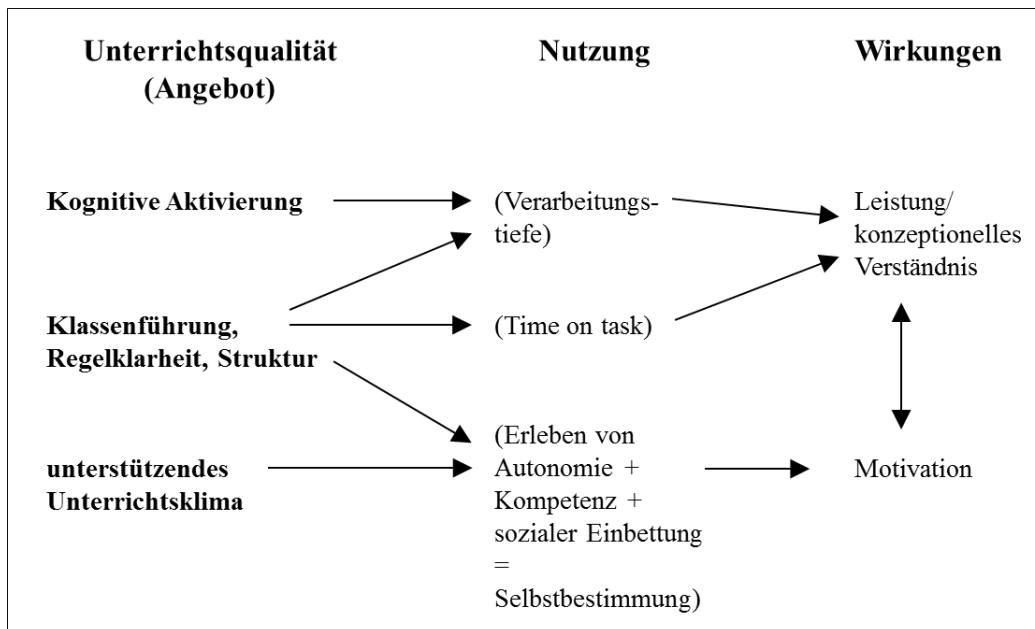 Unterrichtsqualität
(Angebot)
Nutzung
Wirkungen
Kognitive Aktivierung
(Verarbeitungs-
tiefe)
Leistung/
konzeptionelles
Verständnis
Klassenführung,
Regelklarheit, Struktur
(Time on task)
unterstützendes
Unterrichtsklima
(Erleben von
Autonomie +
Kompetenz +
sozialer Einbettung
=
Selbstbestimmung)
Motivation